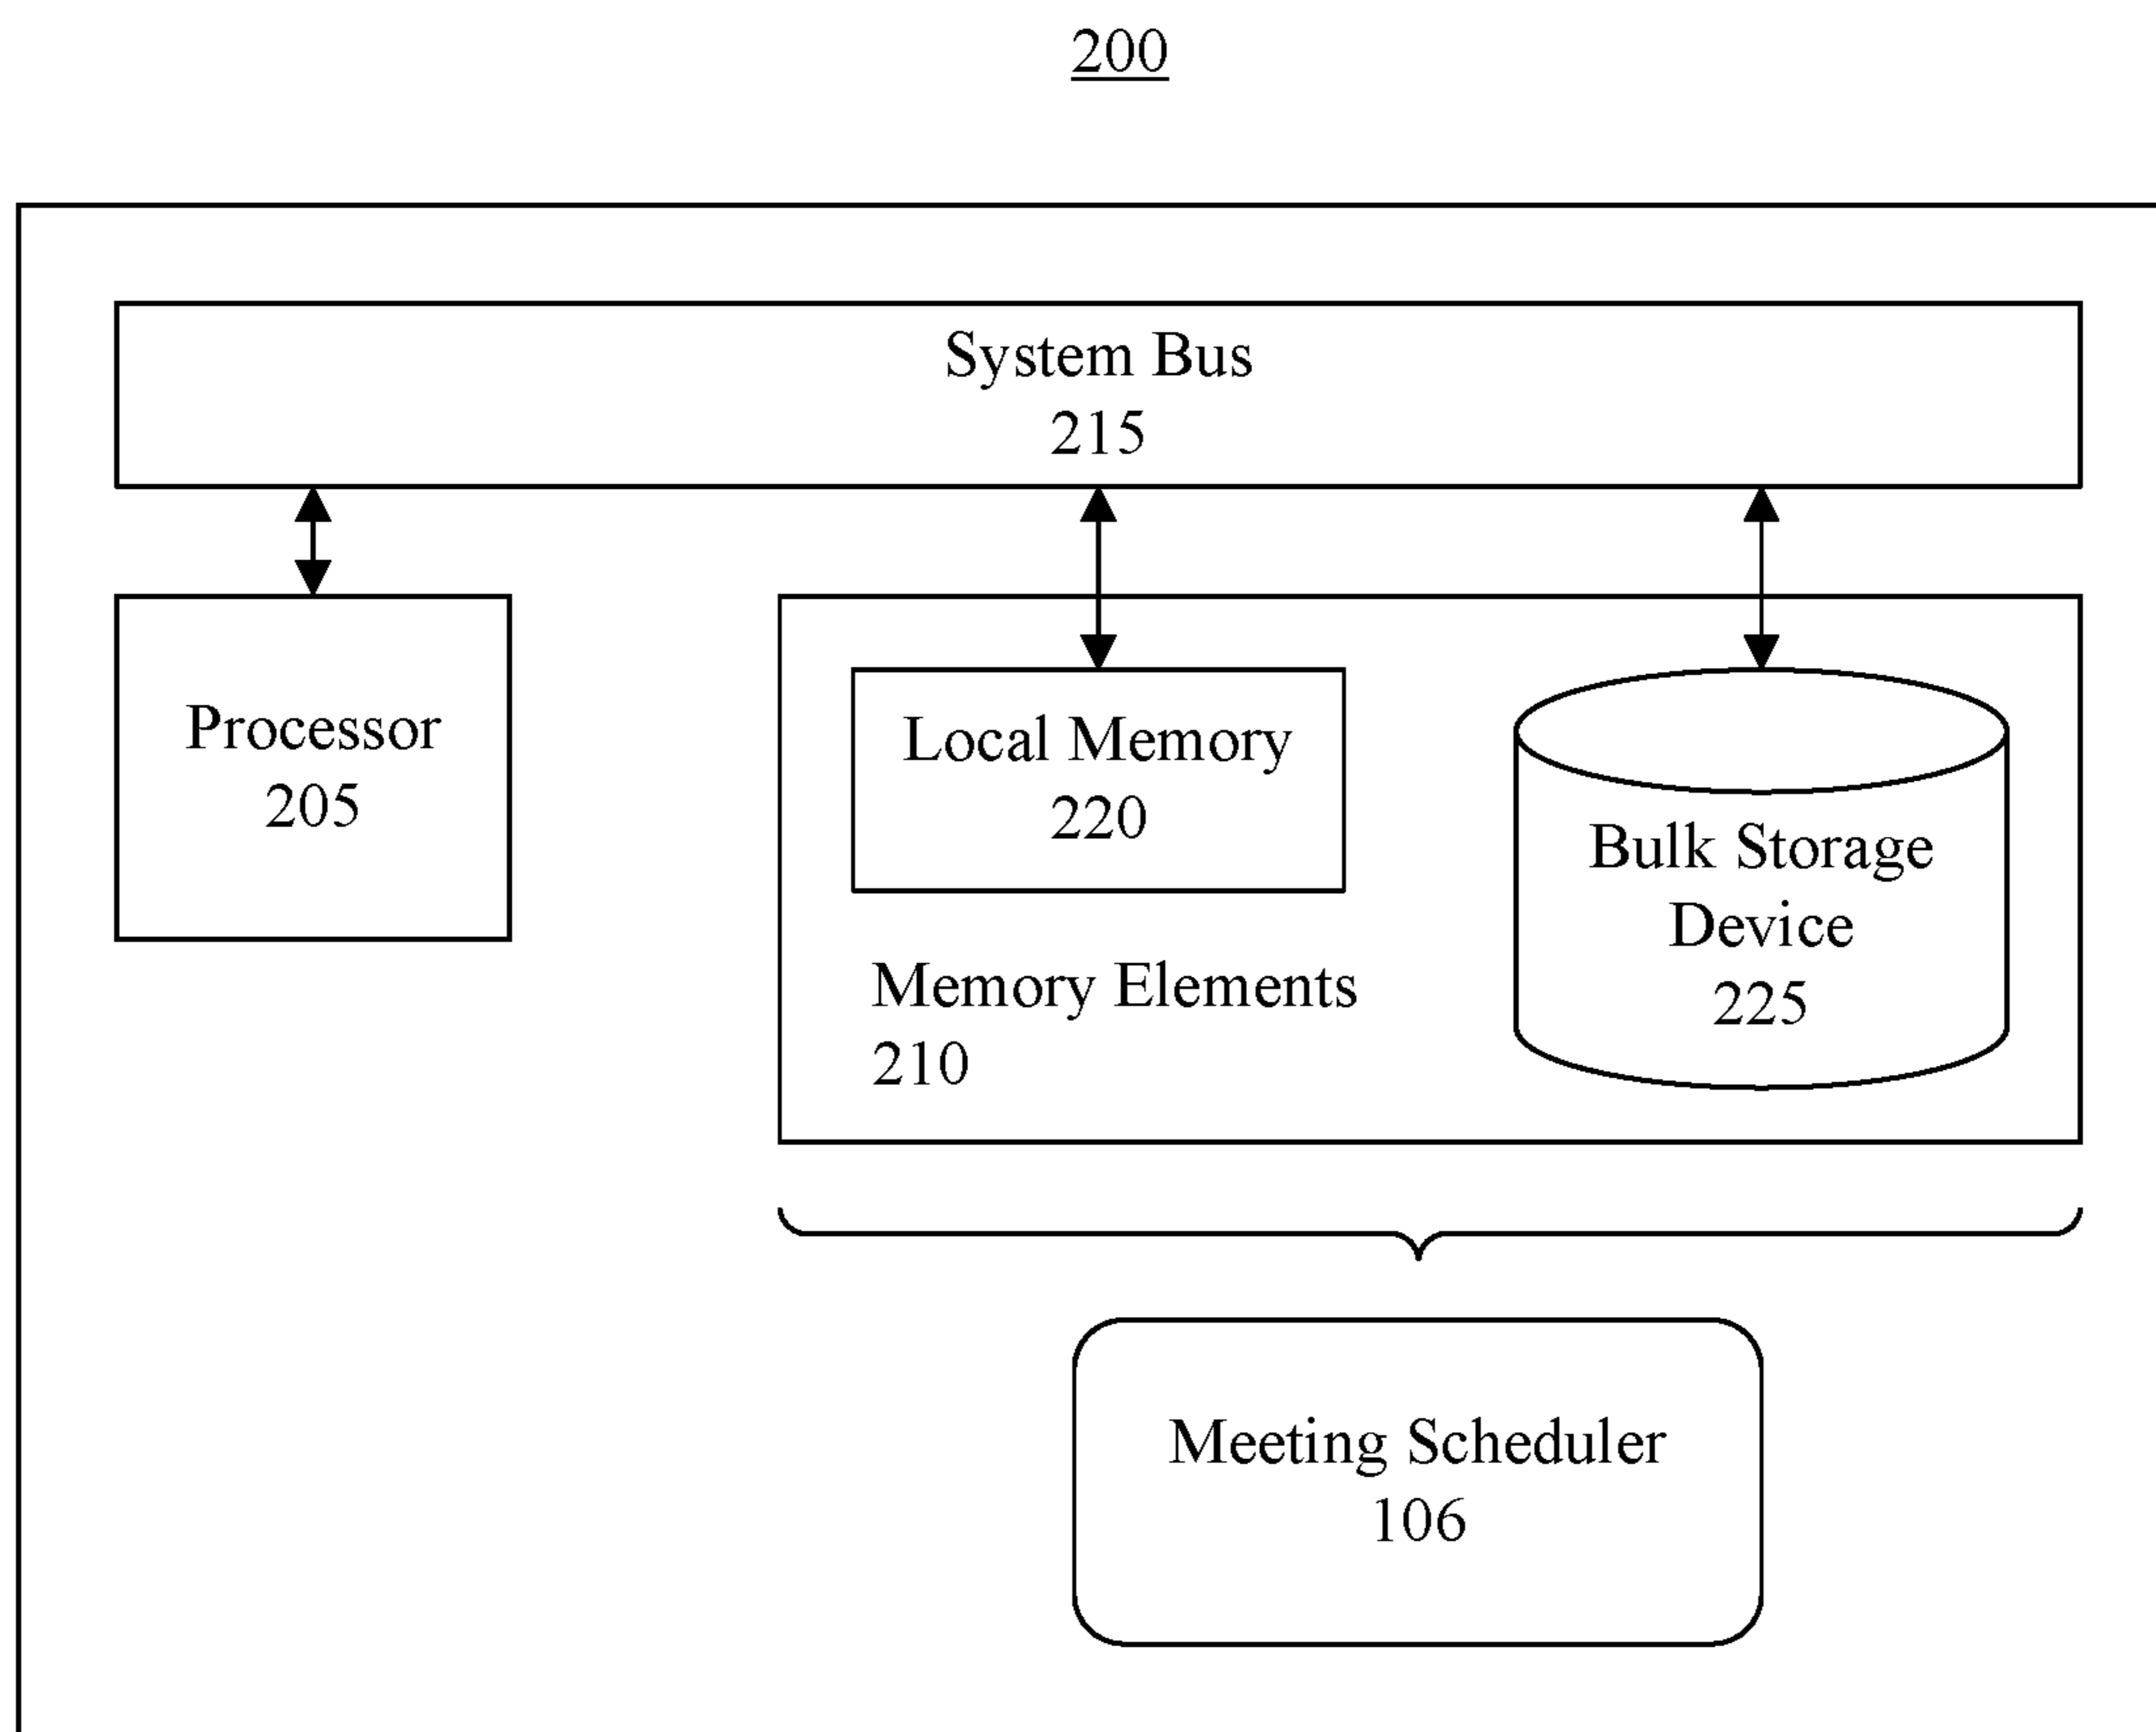 200
System Bus
215
Processor
205
Local Memory
220
Memory Elements
210
Bulk Storage
Device
225
Meeting Scheduler
106